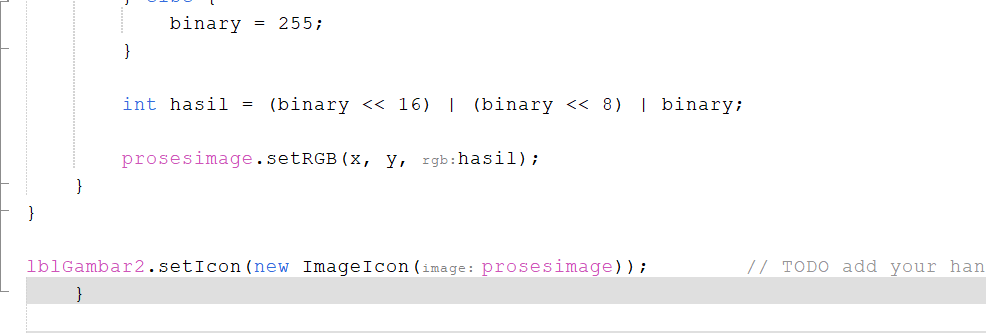 } else {
binary = 255;
}
int hasil = (binary << 16) | (binary << 8) | binary;
prosesimage.setRGB(x, y, rgb:hasil);
}
}
lblGambar2.setIcon(new ImageIcon(image: prosesimage)); // TODO add your han
}